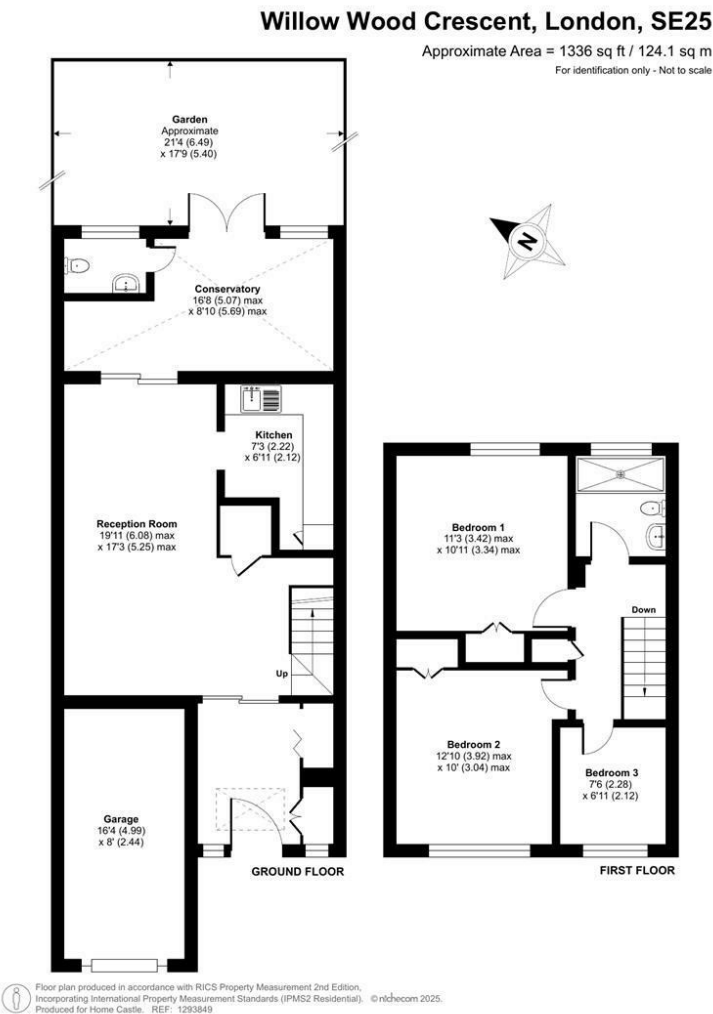 Willow Wood Crescent, London, SE25
Approximate Area = 1336 sq ft / 124.1 sq m
For identification only - Not to scale
Garden
Approximate
21'4 (6.49)
x 17'9 (5.40)
N
Conservatory
16'8 (5.07) max
x 8'10 (5.69) max
Kitchen
7'3 (2.22)
x 6'11 (2.12)
Reception Room
19'11 (6.08) max
x 17'3 (5.25) max
Up
Bedroom 1
11'3 (3.42) max
x 10'11 (3.34) max
Down
Bedroom 2
12'10 (3.92) max
x 10' (3.04) max
Bedroom 3
7'6 (2.28)
x 6'11 (2.12)
Garage
16'4 (4.99)
x 8' (2.44)
GROUND FLOOR
FIRST FLOOR
Floor plan produced in accordance with RICS Property Measurement 2nd Edition,
Incorporating International Property Measurement Standards (IPMS2 Residential). © nichecom 2025.
Produced for Home Castle. REF: 1293849